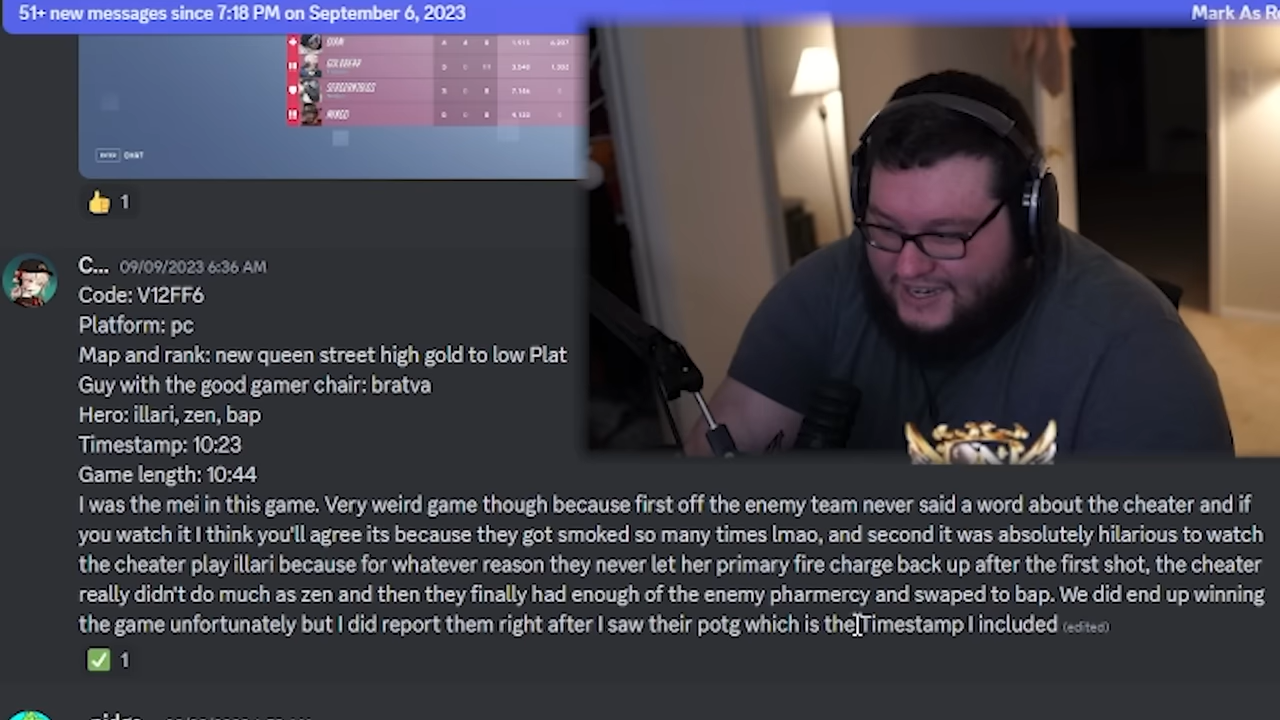 51+ new messages since 7:18 PM on September 6, 2023
Mark As
GOLDBEAR
ENTER CHAT
👍 1
C... 09/09/2023 6:36 AM
Code: V12FF6
Platform: pc
Map and rank: new queen street high gold to low Plat
Guy with the good gamer chair: bratva
Hero: illari, zen, bap
Timestamp: 10:23
Game length: 10:44
I was the mei in this game. Very weird game though because first off the enemy team never said a word about the cheater and if
you watch it I think you'll agree its because they got smoked so many times lmao, and second it was absolutely hilarious to watch
the cheater play illari because for whatever reason they never let her primary fire charge back up after the first shot, the cheater
really didn't do much as zen and then they finally had enough of the enemy pharmercy and swaped to bap. We did end up winning
the game unfortunately but I did report them right after I saw their potg which is the Timestamp I included (edited)
✅ 1